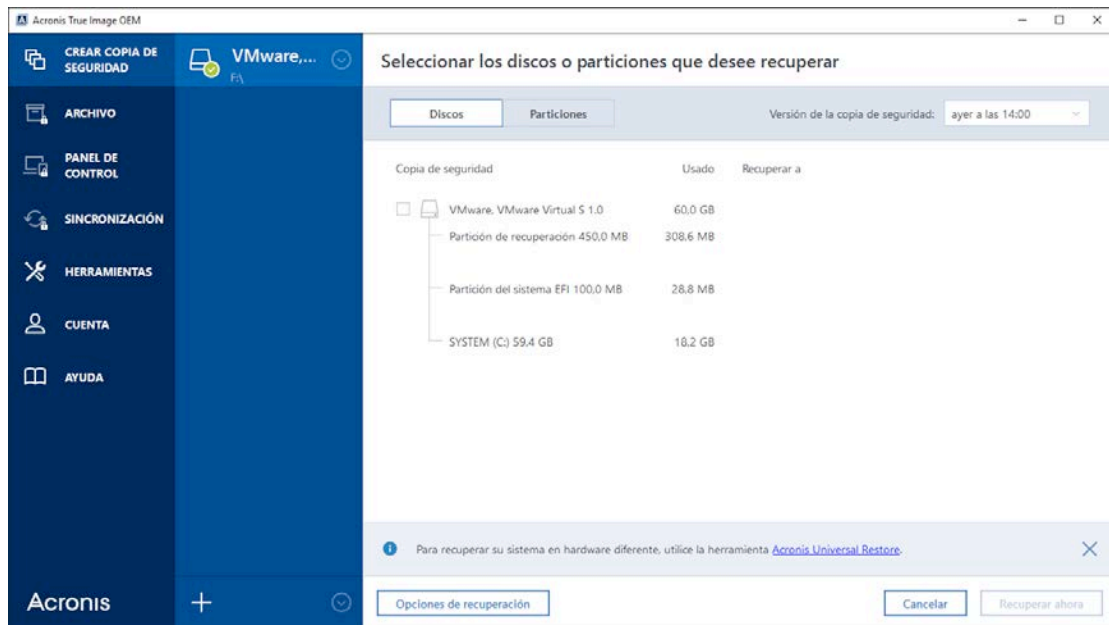 Acronis True Image OEM
CREAR COPIA DE
SEGURIDAD
ARCHIVO
PANEL DE
CONTROL
SINCRONIZACIÓN
HERRAMIENTAS
CUENTA
AYUDA
Acronis
VMware,...
F:\
Seleccionar los discos o particiones que desee recuperar
Discos
Particiones
Versión de la copia de seguridad:
ayer a las 14:00
Copia de seguridad Usado Recuperar a
VMware, VMware Virtual S 1.0 60,0 GB
Partición de recuperación 450,0 MB 308,6 MB
Partición del sistema EFI 100,0 MB 28,8 MB
SYSTEM (C:) 59,4 GB 18,2 GB
Para recuperar su sistema en hardware diferente, utilice la herramienta Acronis Universal Restore.
Opciones de recuperación
Cancelar
Recuperar ahora